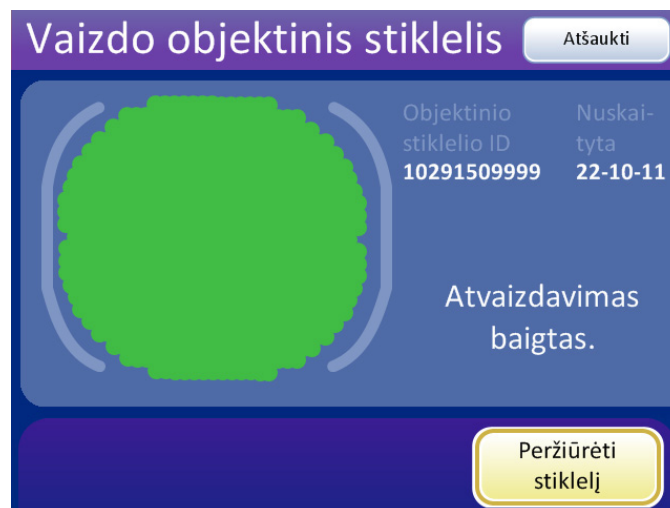 Vaizdo objektinis stiklelis
Atšaukti
Objektinio
stiklelio ID
10291509999
Nuskai-
tyta
22-10-11
Atvaizdavimas
baigtas.
Peržiūrėti
stiklelį